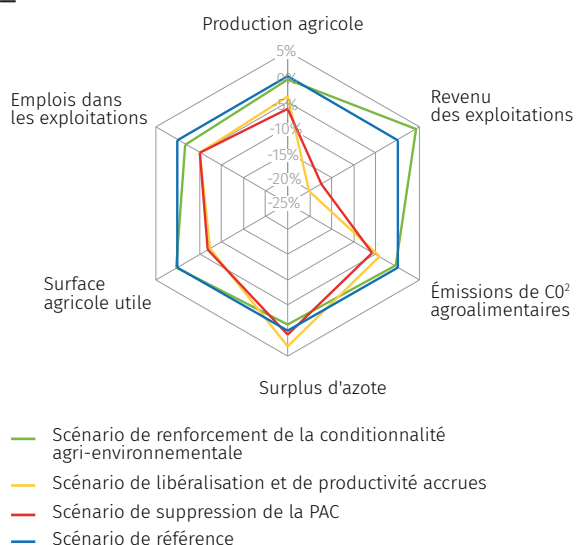 Production agricole
5%
0%
-5%
-10%
-15%
-20%
-25%
Emplois dans
les exploitations
Revenu
des exploitations
Surface
agricole utile
Émissions de C0²
agroalimentaires
Surplus d'azote
Scénario de renforcement de la conditionnalité
agri-environnementale
Scénario de libéralisation et de productivité accrues
Scénario de suppression de la PAC
Scénario de référence